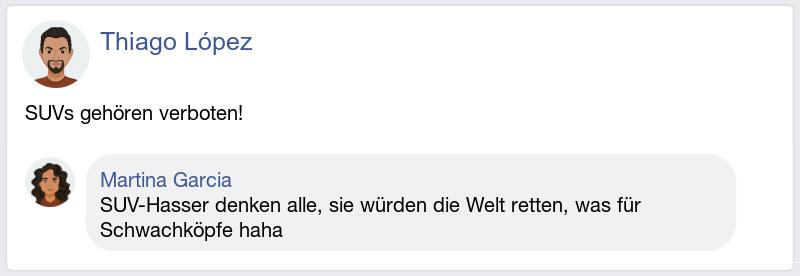 Thiago López
SUVs gehören verboten!
Martina Garcia
SUV-Hasser denken alle, sie würden die Welt retten, was für
Schwachköpfe haha